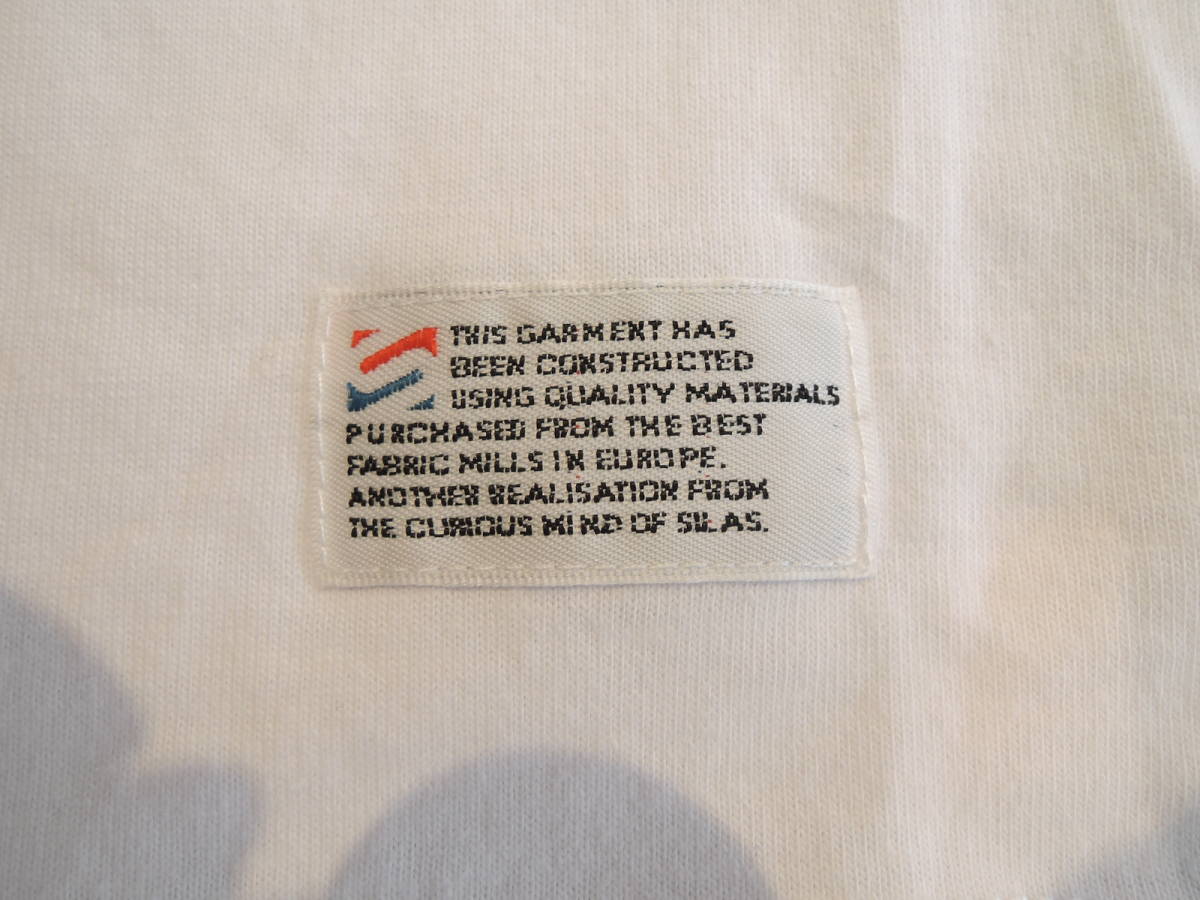 THIS GARMENT HAS
BEEN CONSTRUCTED
USING QUALITY MATERIALS
PURCHASED FROM THE BEST
FABRIC MILLS IN EUROPE.
ANOTHER REALISATION FROM
THE CURIOUS MIND OF SILAS.